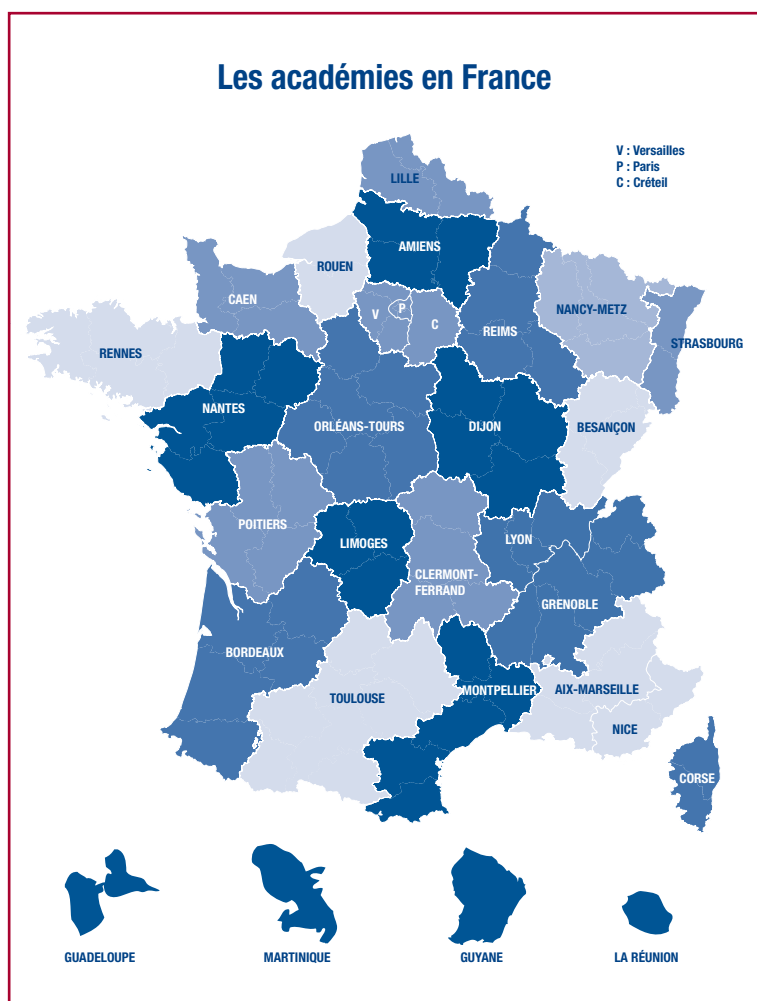 Les académies en France
V : Versailles
P : Paris
C : Créteil
LILLE
AMIENS
ROUEN
CAEN
V
P
C
REIMS
NANCY-METZ
STRASBOURG
RENNES
NANTES
ORLÉANS-TOURS
DIJON
BESANÇON
POITIERS
LIMOGES
CLERMONT-
FERRAND
LYON
GRENOBLE
BORDEAUX
TOULOUSE
MONTPELLIER
AIX-MARSEILLE
NICE
CORSE
GUADELOUPE
MARTINIQUE
GUYANE
LA RÉUNION